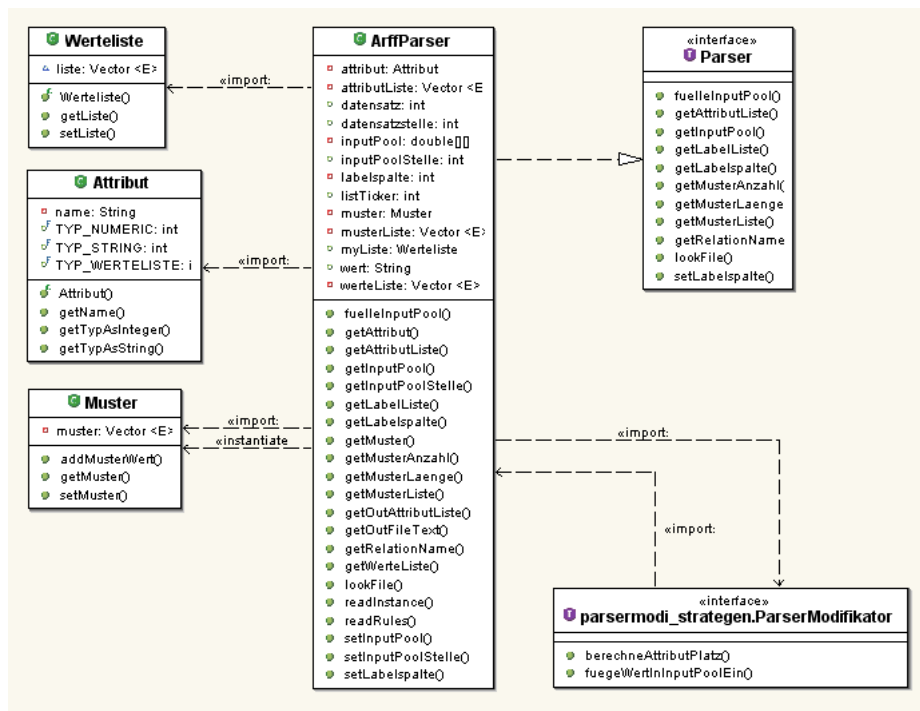 Werteliste
liste: Vector <E>
Werteliste()
getListe()
setListe()
«import:
Attribut
name: String
TYP_NUMERIC: int
TYP_STRING: int
TYP_WERTELISTE: i
Attribut()
getName()
getTypAsInteger()
getTypAsString()
«import:
Muster
muster: Vector <E>
addMusterWert()
getMuster()
setMuster()
«import:
«instantiate
ArffParser
attribut: Attribut
attributListe: Vector <E
datensatz: int
datensatzstelle: int
inputPool: double[][]
inputPoolStelle: int
labelspalte: int
listTicker: int
muster: Muster
musterListe: Vector <E>
myListe: Werteliste
wert: String
werteListe: Vector <E>
fuelleInputPool()
getAttribut()
getAttributListe()
getInputPool()
getInputPoolStelle()
getLabelListe()
getLabelspalte()
getMuster()
getMusterAnzahl()
getMusterLaenge()
getMusterListe()
getOutAttributListe()
getOutFileText()
getRelationName()
getWerteListe()
lookFile()
readInstance()
readRules()
setInputPool()
setInputPoolStelle()
setLabelspalte()
«interface»
Parser
fuelleInputPool()
getAttributListe()
getInputPool()
getLabelListe()
getLabelspalte()
getMusterAnzahl(
getMusterLaenge
getMusterListe()
getRelationName
lookFile()
setLabelspalte()
«import:
«import:
«interface»
parsermodi_strategen.ParserModifikator
berechneAttributPlatz()
fuegeWertInInputPoolEin()